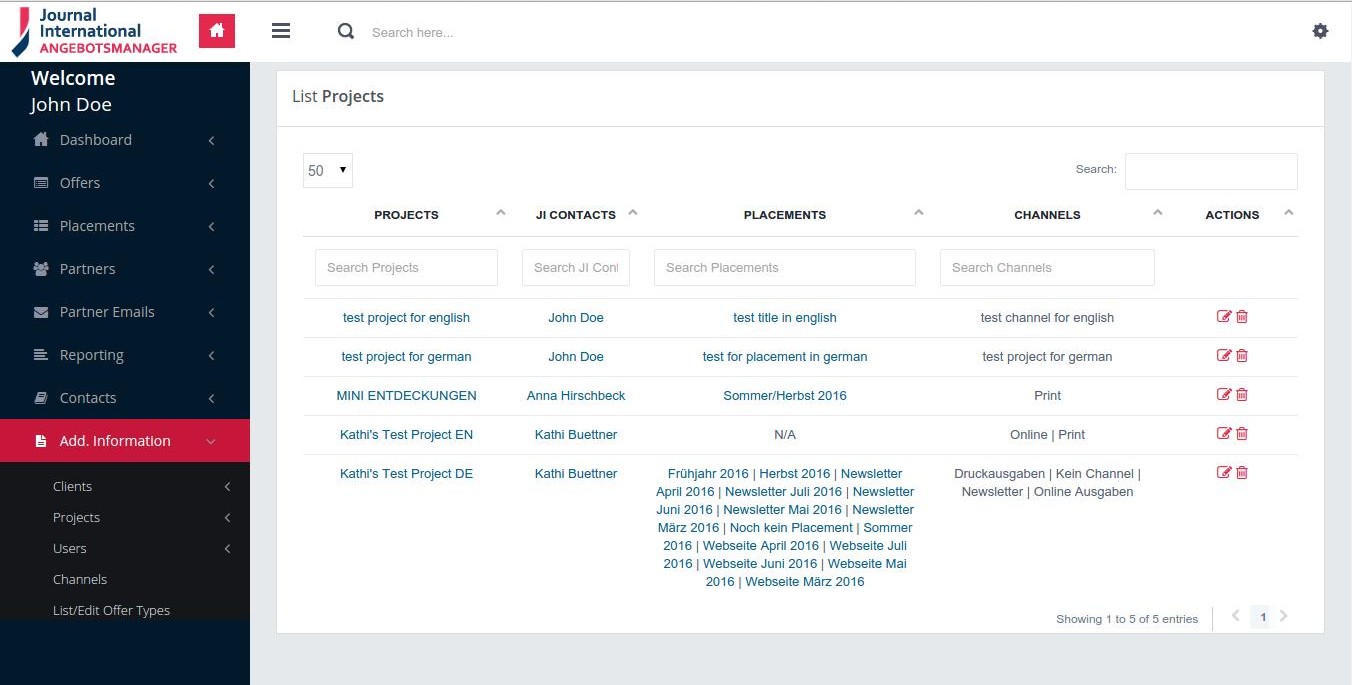 Journal
International
ANGEBOTSMANAGER
Search here...
Welcome
John Doe
Dashboard
Offers
Placements
Partners
Partner Emails
Reporting
Contacts
Add. Information
Clients
Projects
Users
Channels
List/Edit Offer Types
List Projects
50
Search:
PROJECTS JI CONTACTS PLACEMENTS CHANNELS ACTIONS
Search Projects Search JI Cont Search Placements Search Channels
test project for english John Doe test title in english test channel for english
test project for german John Doe test for placement in german test project for german
MINI ENTDECKUNGEN Anna Hirschbeck Sommer/Herbst 2016 Print
Kathi's Test Project EN Kathi Buettner N/A Online | Print
Kathi's Test Project DE Kathi Buettner Frühjahr 2016 | Herbst 2016 | Newsletter Druckausgaben | Kein Channel |
April 2016 | Newsletter Juli 2016 | Newsletter Newsletter | Online Ausgaben
Juni 2016 | Newsletter Mai 2016 | Newsletter
März 2016 | Noch kein Placement | Sommer
2016 | Webseite April 2016 | Webseite Juli
2016 | Webseite Juni 2016 | Webseite Mai
2016 | Webseite März 2016
Showing 1 to 5 of 5 entries 1